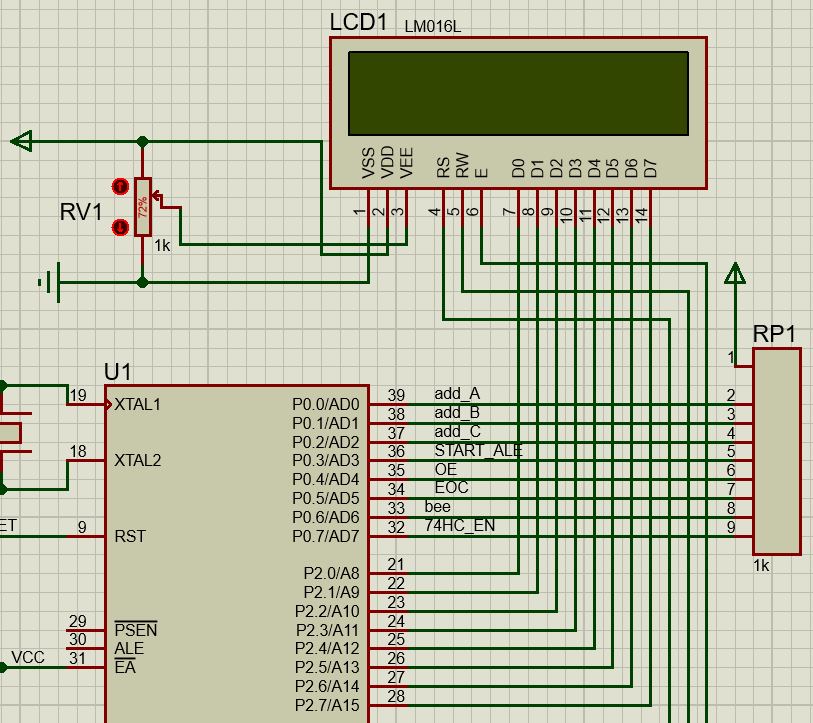 LCD1
LM016L
VSS VDD VEE RS RW E D0 D1 D2 D3 D4 D5 D6 D7
1 2 3 4 5 6 7 8 9 10 11 12 13 14
RV1
72%
1k
RP1
1
U1
19 XTAL1 P0.0/AD0 39 add_A 2
P0.1/AD1 38 add_B 3
P0.2/AD2 37 add_C 4
18 XTAL2 P0.3/AD3 36 START_ALE 5
P0.4/AD4 35 OE 6
P0.5/AD5 34 EOC 7
P0.6/AD6 33 bee 8
ET 9 RST P0.7/AD7 32 74HC_EN 9
1k
P2.0/A8 21
P2.1/A9 22
P2.2/A10 23
29 PSEN P2.3/A11 24
30 ALE P2.4/A12 25
VCC 31 EA P2.5/A13 26
P2.6/A14 27
P2.7/A15 28